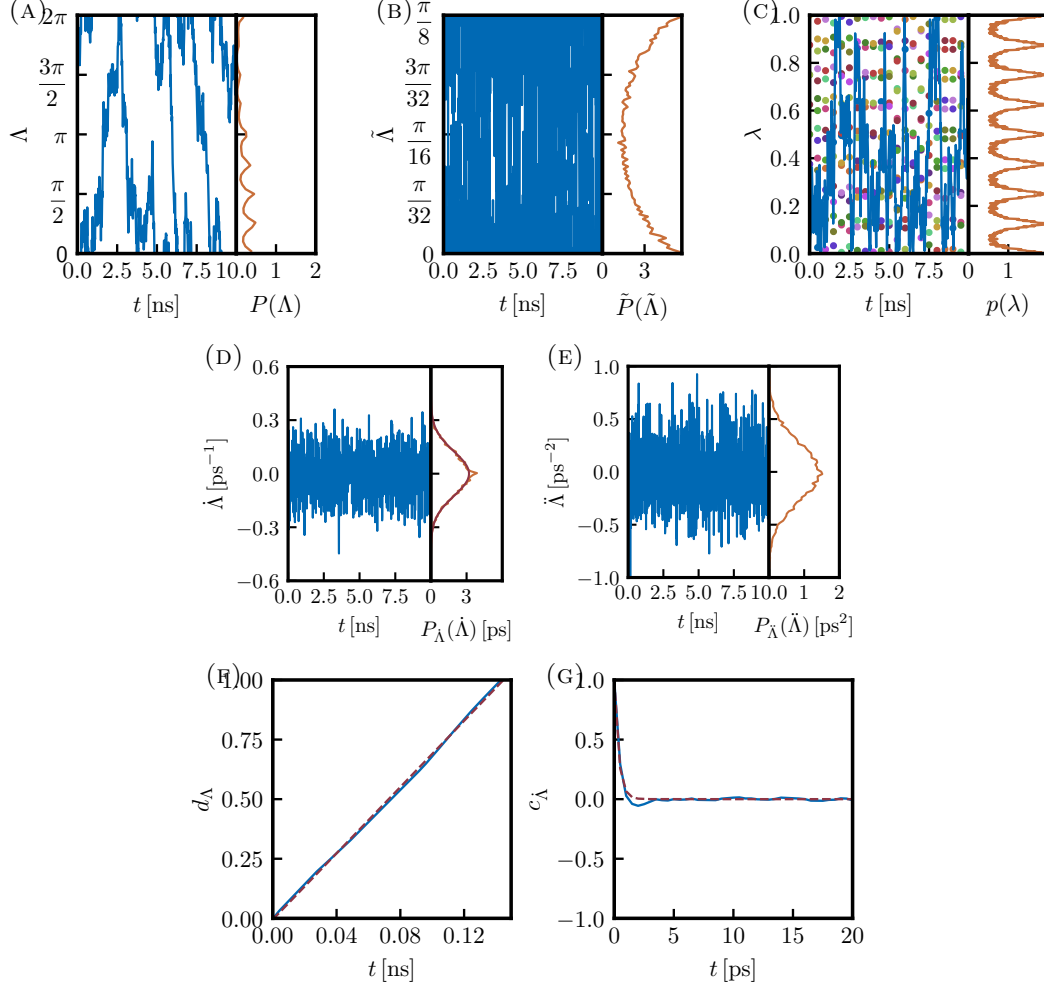 (A)
2π
3π/2
π
π/2
0
Λ
0.0 2.5 5.0 7.5 10.0
t [ns]
0 1 2
P(Λ)
(B)
π/8
3π/32
π/16
π/32
0
Λ̃
0.0 2.5 5.0 7.5
t [ns]
0 3
P̃(Λ̃)
(C)
1.0
0.8
0.6
0.4
0.2
0.0
λ
0.0 2.5 5.0 7.5
t [ns]
0 1
p(λ)
(D)
0.6
0.3
0.0
−0.3
−0.6
Λ̇ [ps⁻¹]
0.0 2.5 5.0 7.5
t [ns]
0 3
P_Λ̇(Λ̇) [ps]
(E)
1.0
0.5
0.0
−0.5
−1.0
Λ̈ [ps⁻²]
0.0 2.5 5.0 7.5 10.0
t [ns]
0 1 2
P_Λ̈(Λ̈) [ps²]
(F)
1.00
0.75
0.50
0.25
0.00
d_Λ
0.00 0.04 0.08 0.12
t [ns]
(G)
1.0
0.5
0.0
−0.5
−1.0
c_Λ̇
0 5 10 15 20
t [ps]